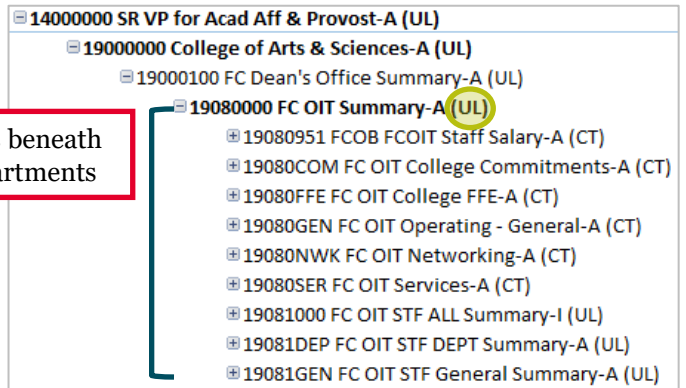 14000000 SR VP for Acad Aff & Provost-A (UL)
19000000 College of Arts & Sciences-A (UL)
19000100 FC Dean's Office Summary-A (UL)
19080000 FC OIT Summary-A (UL)
beneath
artments
19080951 FCOB FCOIT Staff Salary-A (CT)
19080COM FC OIT College Commitments-A (CT)
19080FFE FC OIT College FFE-A (CT)
19080GEN FC OIT Operating - General-A (CT)
19080NWK FC OIT Networking-A (CT)
19080SER FC OIT Services-A (CT)
19081000 FC OIT STF ALL Summary-I (UL)
19081DEP FC OIT STF DEPT Summary-A (UL)
19081GEN FC OIT STF General Summary-A (UL)